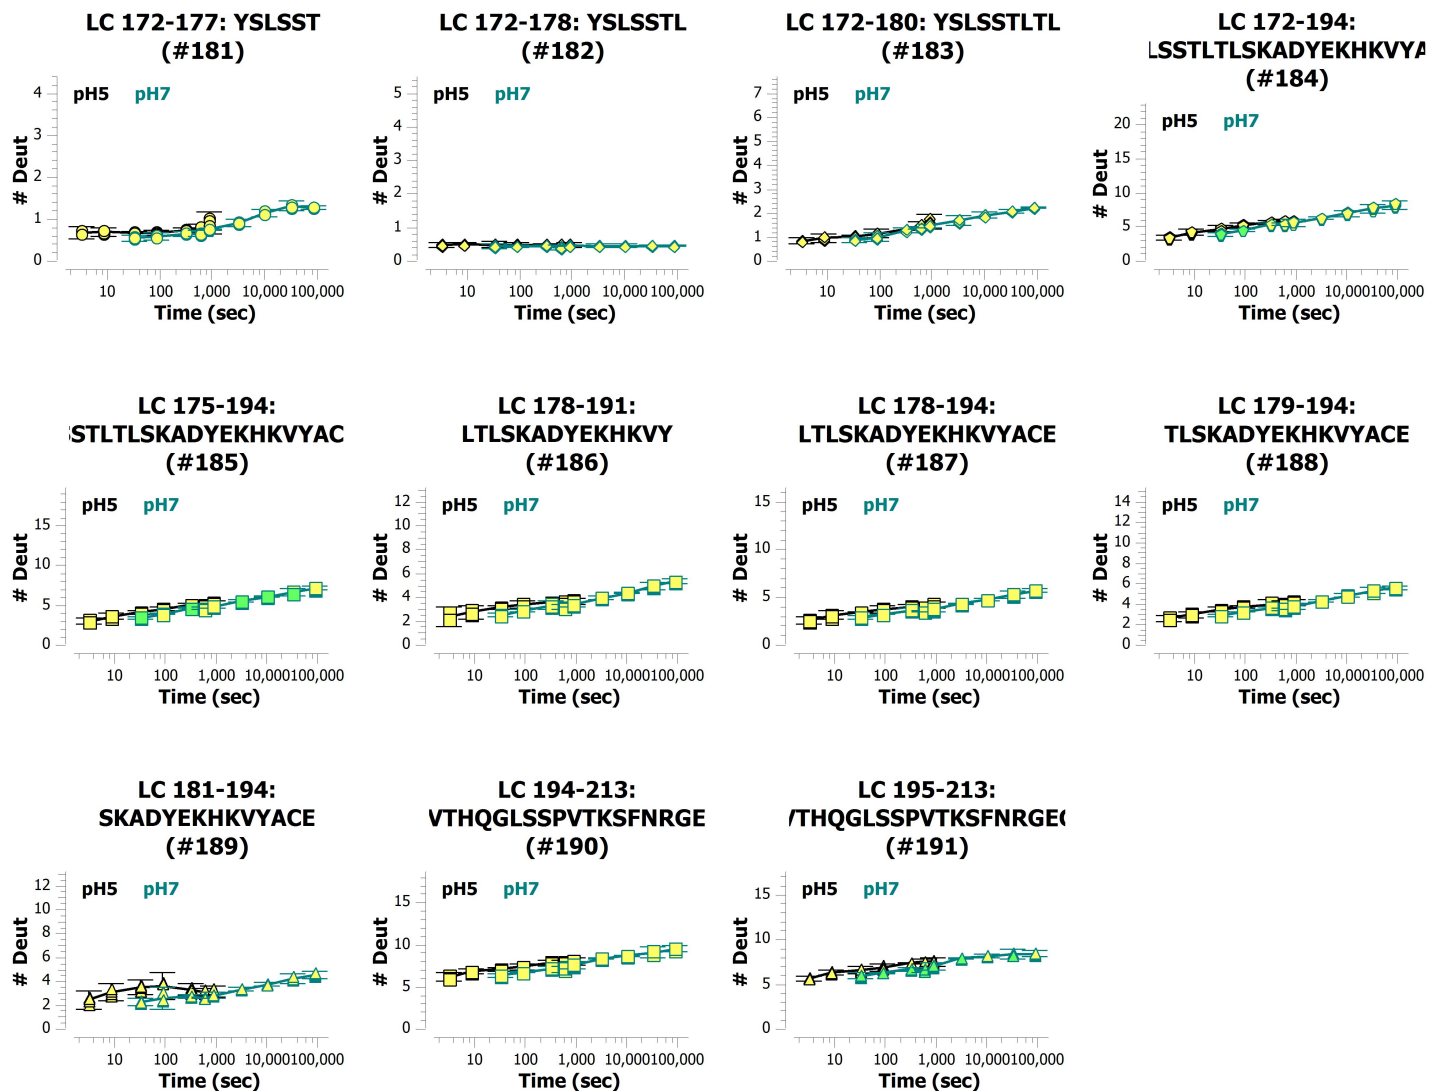 LC 172-177: YSLSST
(#181)
pH5 pH7
# Deut
4
3
2
1
0
10 100 1,000 10,000 100,000
Time (sec)
LC 172-178: YSLSSTL
(#182)
pH5 pH7
# Deut
5
4
3
2
1
0
10 100 1,000 10,000 100,000
Time (sec)
LC 172-180: YSLSSTLTL
(#183)
pH5 pH7
# Deut
7
6
5
4
3
2
1
0
10 100 1,000 10,000 100,000
Time (sec)
LC 172-194:
LSSTLTLSKADYEKHKVYA
(#184)
pH5 pH7
# Deut
20
15
10
5
0
10 100 1,000 10,000 100,000
Time (sec)
LC 175-194:
SSTLTLSKADYEKHKVYAC
(#185)
pH5 pH7
# Deut
15
10
5
0
10 100 1,000 10,000 100,000
Time (sec)
LC 178-191:
LTLSKADYEKHKVY
(#186)
pH5 pH7
# Deut
12
10
8
6
4
2
0
10 100 1,000 10,000 100,000
Time (sec)
LC 178-194:
LTLSKADYEKHKVYACE
(#187)
pH5 pH7
# Deut
15
10
5
0
10 100 1,000 10,000 100,000
Time (sec)
LC 179-194:
TLSKADYEKHKVYACE
(#188)
pH5 pH7
# Deut
14
12
10
8
6
4
2
0
10 100 1,000 10,000 100,000
Time (sec)
LC 181-194:
SKADYEKHKVYACE
(#189)
pH5 pH7
# Deut
12
10
8
6
4
2
0
10 100 1,000 10,000 100,000
Time (sec)
LC 194-213:
VTHQGLSSPVTKSFNRGE
(#190)
pH5 pH7
# Deut
15
10
5
0
10 100 1,000 10,000 100,000
Time (sec)
LC 195-213:
VTHQGLSSPVTKSFNRGEC
(#191)
pH5 pH7
# Deut
15
10
5
0
10 100 1,000 10,000 100,000
Time (sec)